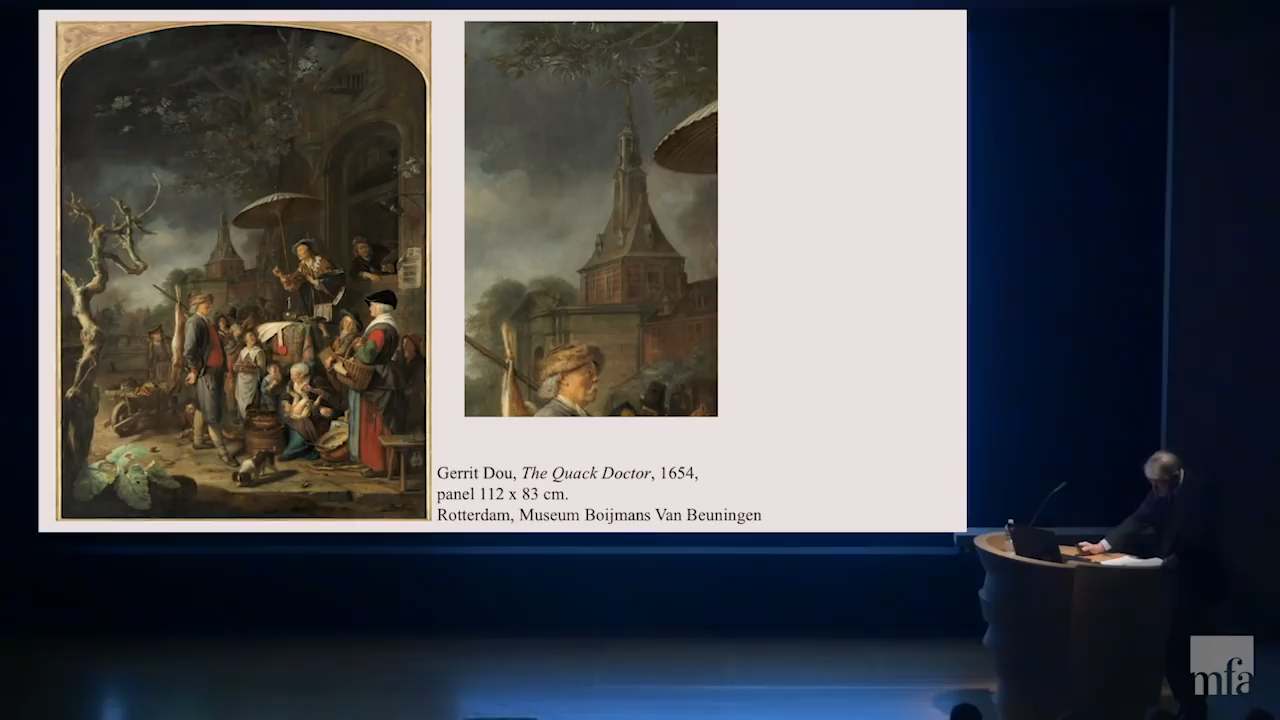 Gerrit Dou, The Quack Doctor, 1654,
panel 112 x 83 cm.
Rotterdam, Museum Boijmans Van Beuningen
mfa